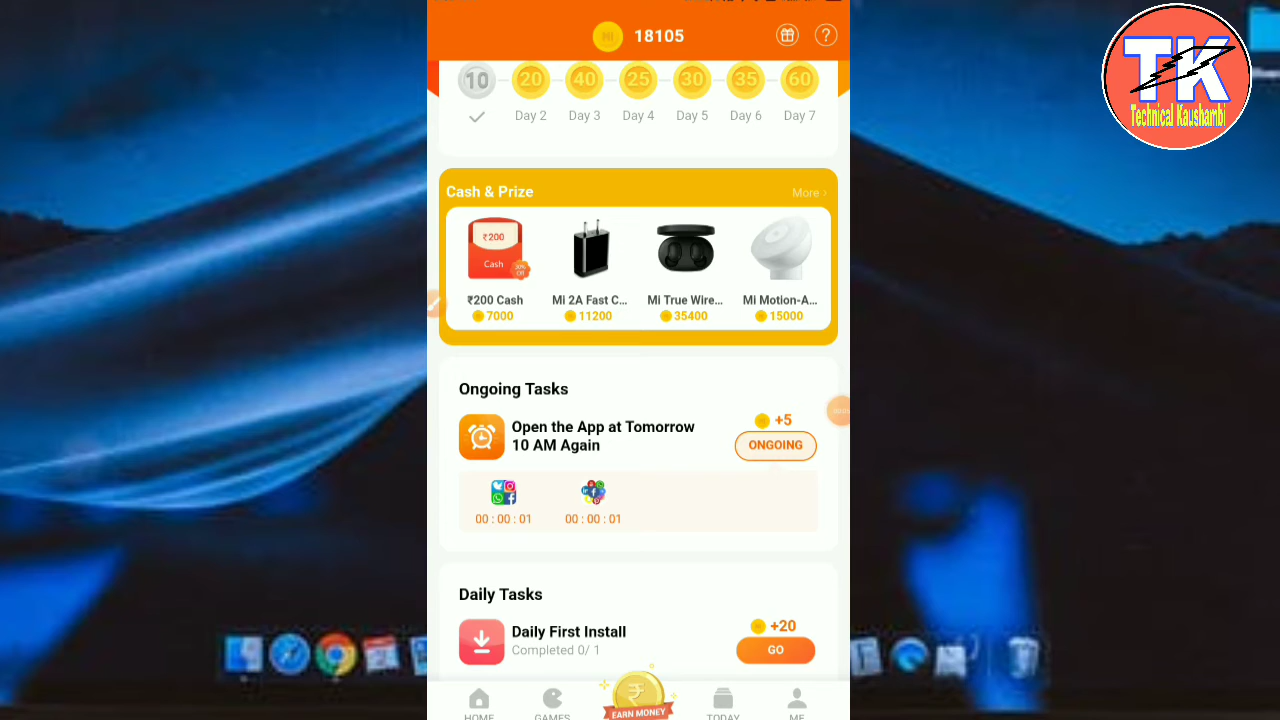 18105
?
10 20 40 25 30 35 60
Day 2 Day 3 Day 4 Day 5 Day 6 Day 7
TK
Technical Kaushambi
Cash & Prize More ›
₹200
Cash
30% Off
₹200 Cash Mi 2A Fast C... Mi True Wire... Mi Motion-A...
7000 11200 35400 15000
Ongoing Tasks
Open the App at Tomorrow
10 AM Again
+5
ONGOING
00 : 00 : 01 00 : 00 : 01
Daily Tasks
Daily First Install
Completed 0/ 1
+20
GO
₹
HOME GAMES EARN MONEY TODAY ME